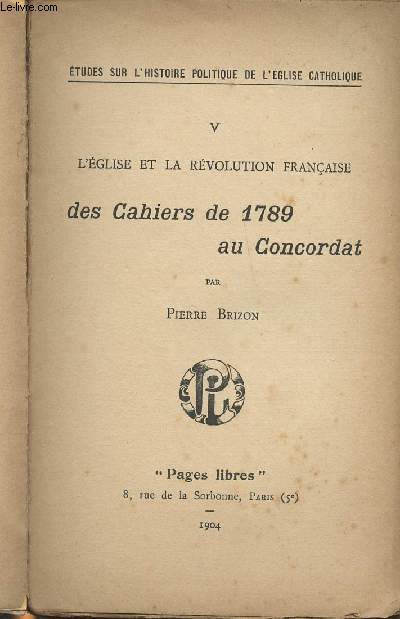 Le-livre.com
ÉTUDES SUR L'HISTOIRE POLITIQUE DE L'ÉGLISE CATHOLIQUE
V
L'ÉGLISE ET LA RÉVOLUTION FRANÇAISE
des Cahiers de 1789
au Concordat
PAR
PIERRE BRIZON
PL
"Pages libres"
8, rue de la Sorbonne, PARIS (5e)
1904